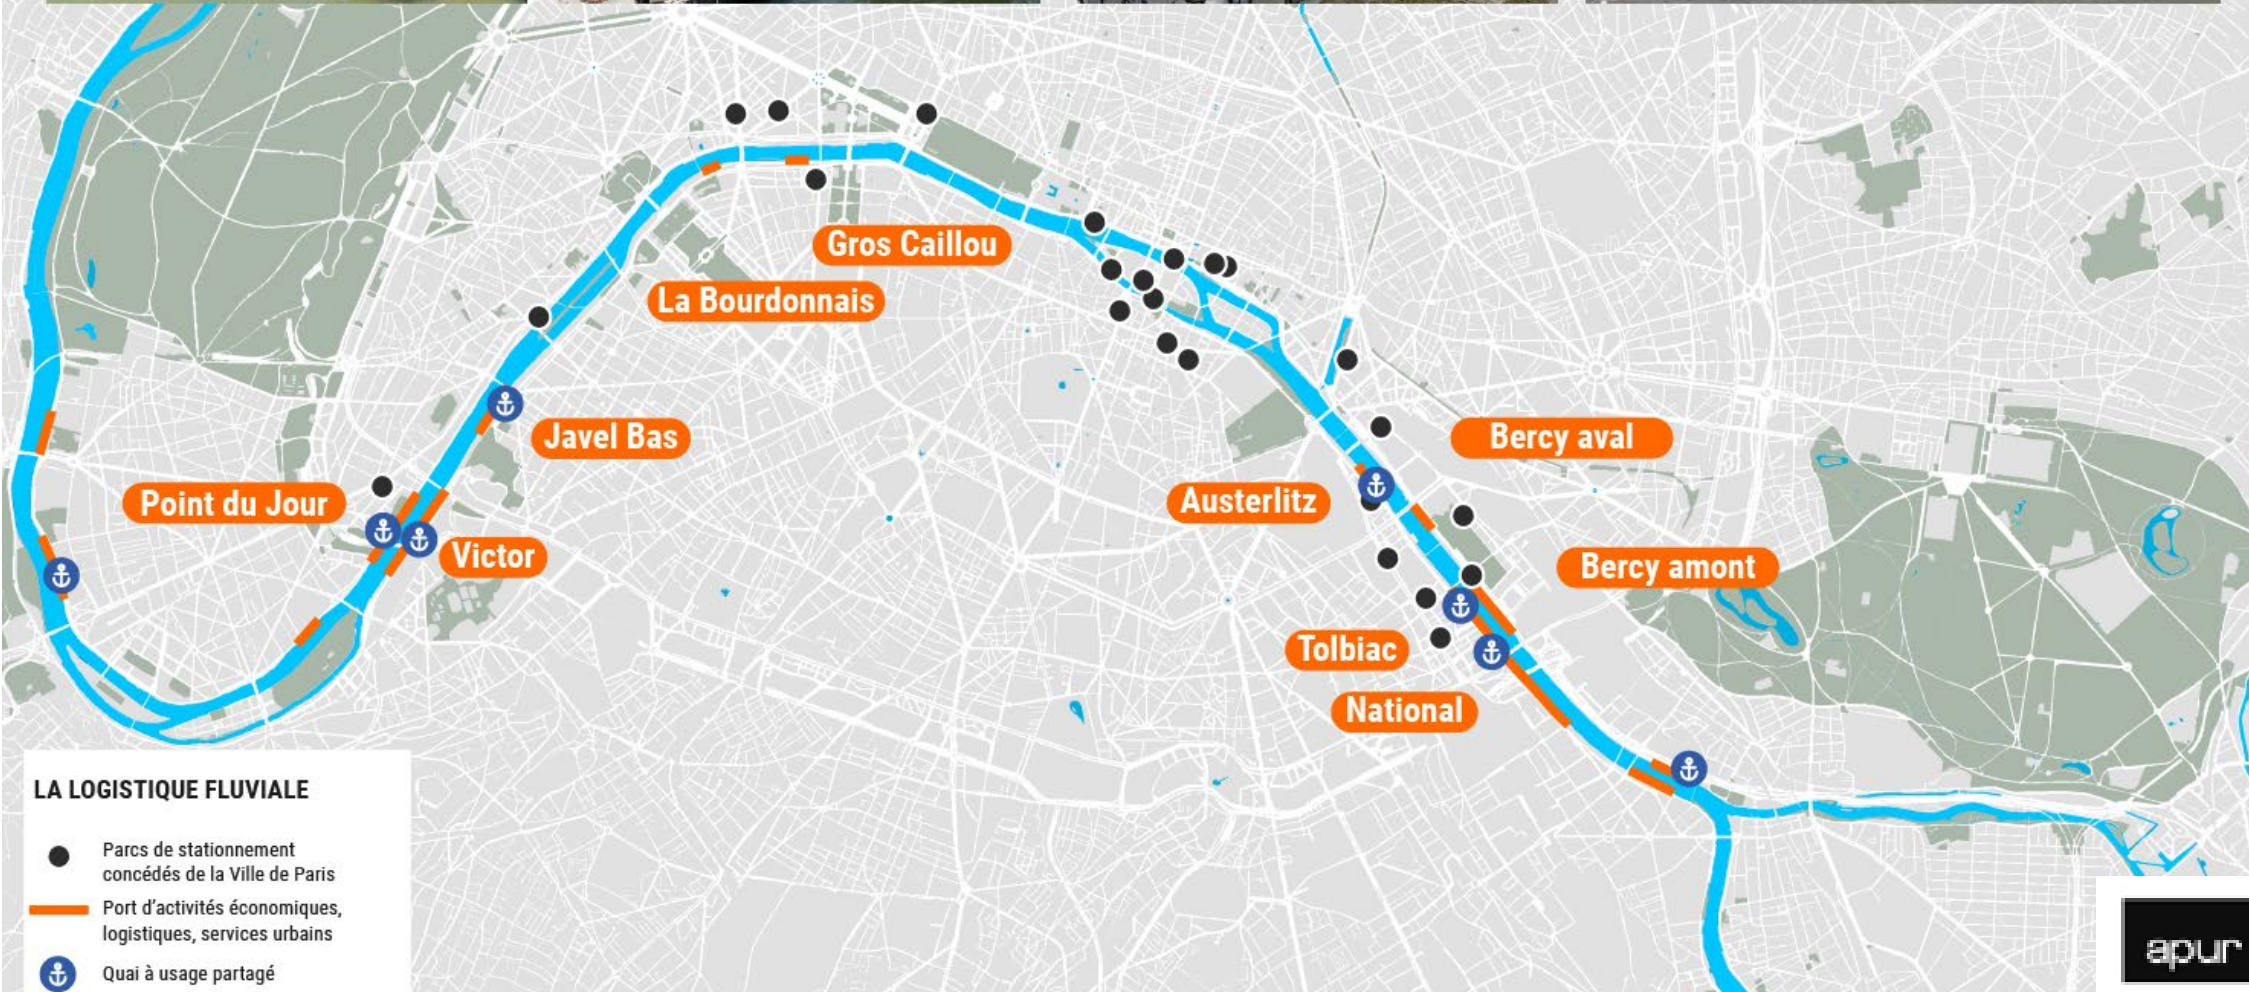 Gros Caillou
La Bourdonnais
Javel Bas
Bercy aval
Point du Jour
Austerlitz
Victor
Bercy amont
Tolbiac
National
LA LOGISTIQUE FLUVIALE
Parcs de stationnement
concédés de la Ville de Paris
Port d'activités économiques,
logistiques, services urbains
Quai à usage partagé
apur